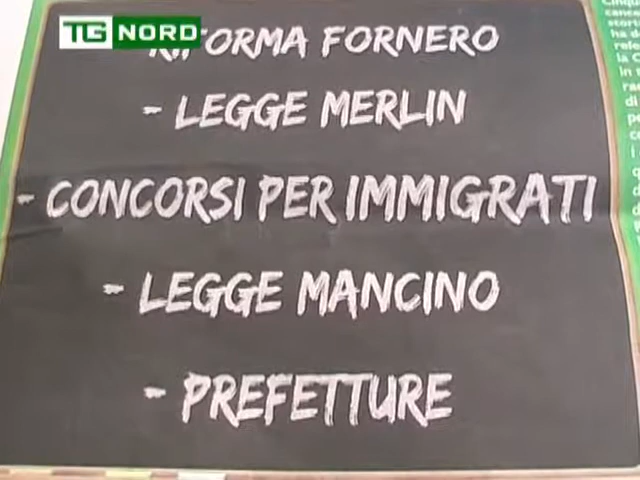 TG NORD
RIFORMA FORNERO
- LEGGE MERLIN
- CONCORSI PER IMMIGRATI
- LEGGE MANCINO
- PREFETTURE